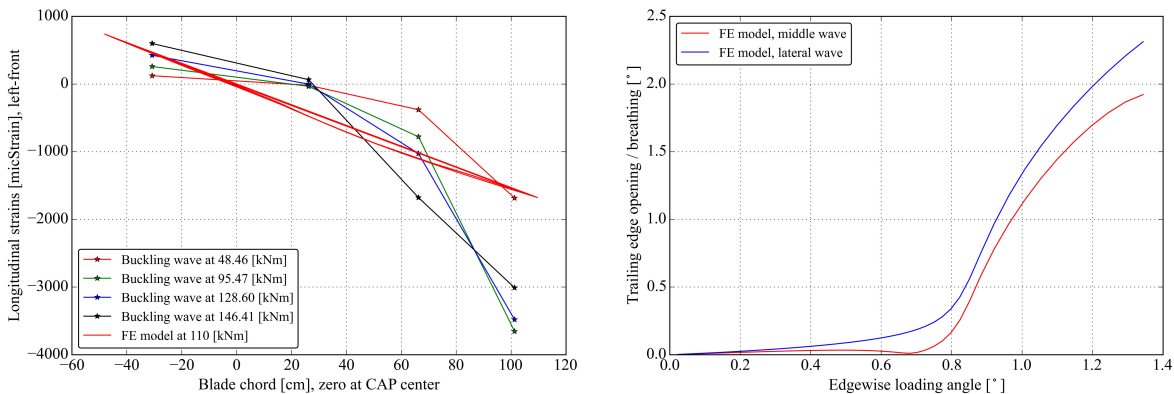 1000
0
−1000
−2000
−3000
−4000
−60 −40 −20 0 20 40 60 80 100 120
Longitudinal strains [micStrain], left-front
Blade chord [cm], zero at CAP center
Buckling wave at 48.46 [kNm]
Buckling wave at 95.47 [kNm]
Buckling wave at 128.60 [kNm]
Buckling wave at 146.41 [kNm]
FE model at 110 [kNm]
2.5
2.0
1.5
1.0
0.5
0.0
0.0 0.2 0.4 0.6 0.8 1.0 1.2 1.4
Trailing edge opening / breathing [˚]
Edgewise loading angle [˚]
FE model, middle wave
FE model, lateral wave